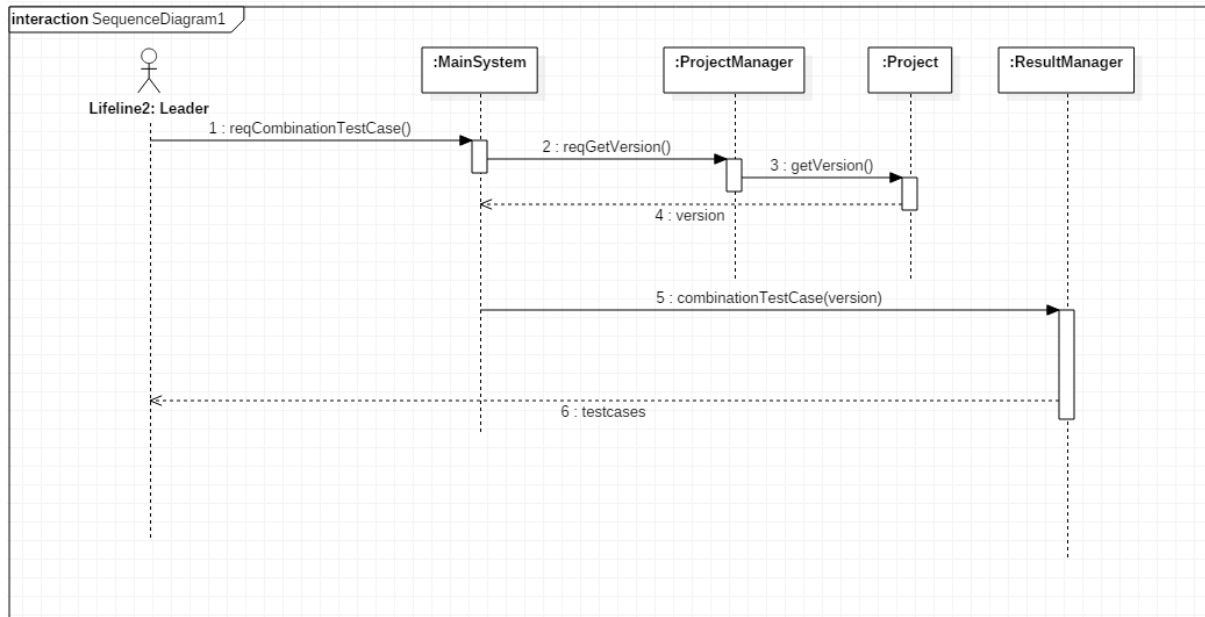 interaction SequenceDiagram1
:MainSystem
:ProjectManager
:Project
:ResultManager
Lifeline2: Leader
1 : reqCombinationTestCase()
2 : reqGetVersion()
3 : getVersion()
4 : version
5 : combinationTestCase(version)
6 : testcases